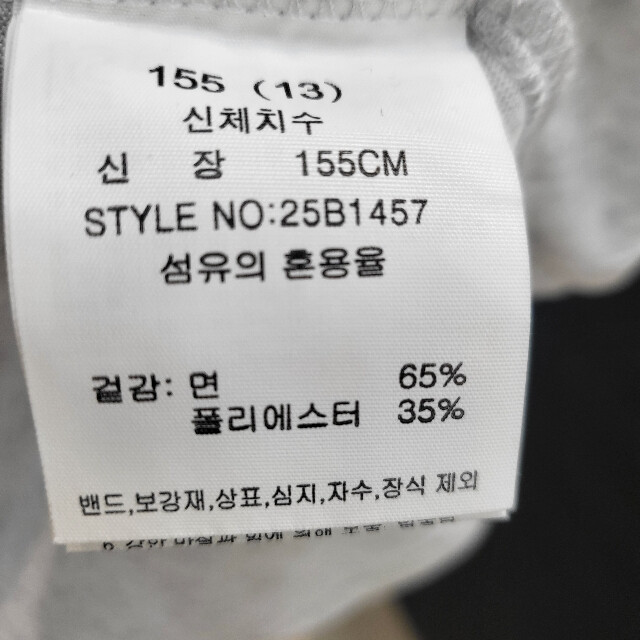 155 (13)
신체치수
신 장 155CM
STYLE NO:25B1457
섬유의 혼용율
겉감: 면 65%
폴리에스터 35%
밴드,보강재,상표,심지,자수,장식 제외